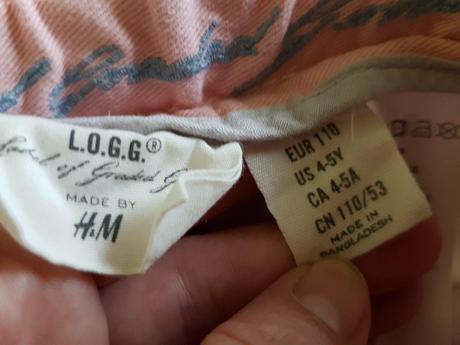 L.O.G.G.®
Label of Graded G
MADE BY
H&M
EUR 110
US 4-5Y
CA 4-5A
CN 110/53
MADE IN
BANGLADESH